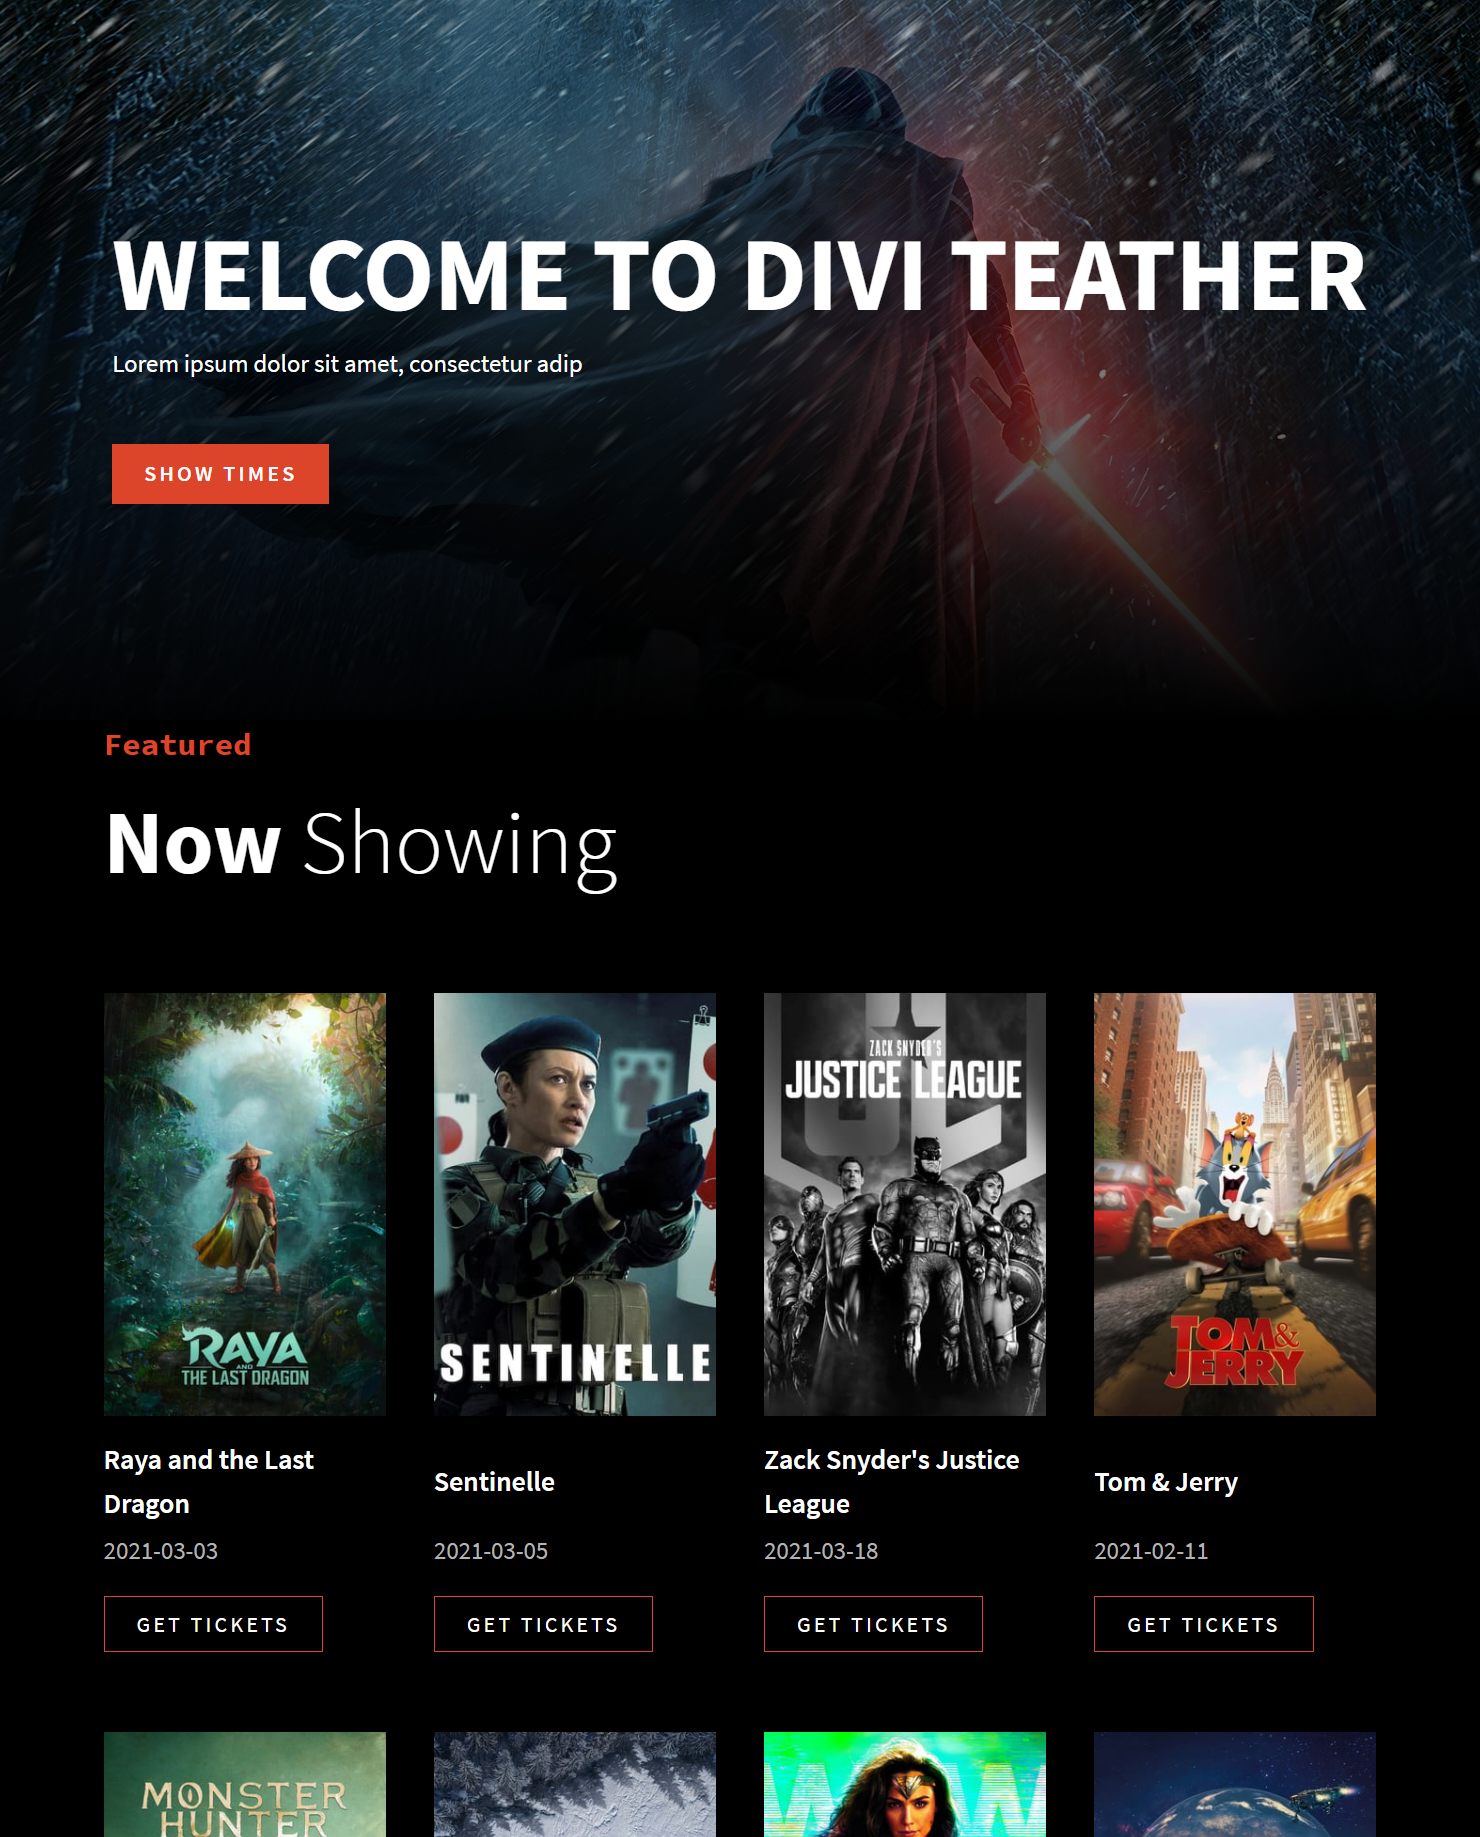 WELCOME TO DIVI TEATHER
Lorem ipsum dolor sit amet, consectetur adip
SHOW TIMES
Featured
Now Showing
RAYA
AND
THE LAST DRAGON
SENTINELLE
ZACK SNYDER'S
JUSTICE LEAGUE
JL
TOM &
JERRY
Raya and the Last
Dragon
Sentinelle
Zack Snyder's Justice
League
Tom & Jerry
2021-03-03
2021-03-05
2021-03-18
2021-02-11
GET TICKETS
GET TICKETS
GET TICKETS
GET TICKETS
MONSTER
HUNTER
WW